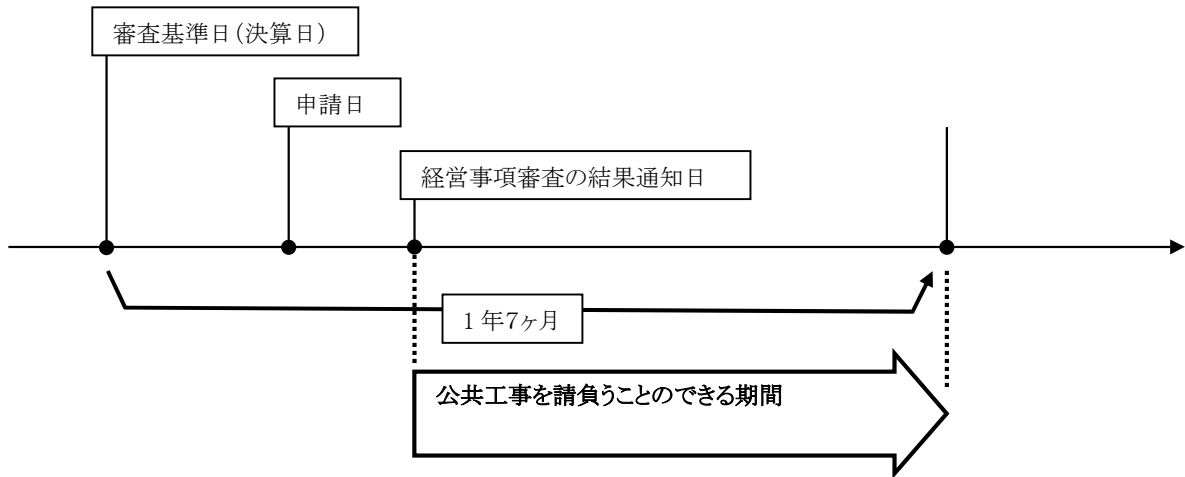 審査基準日(決算日)
申請日
経営事項審査の結果通知日
1年7ヶ月
公共工事を請負うことのできる期間